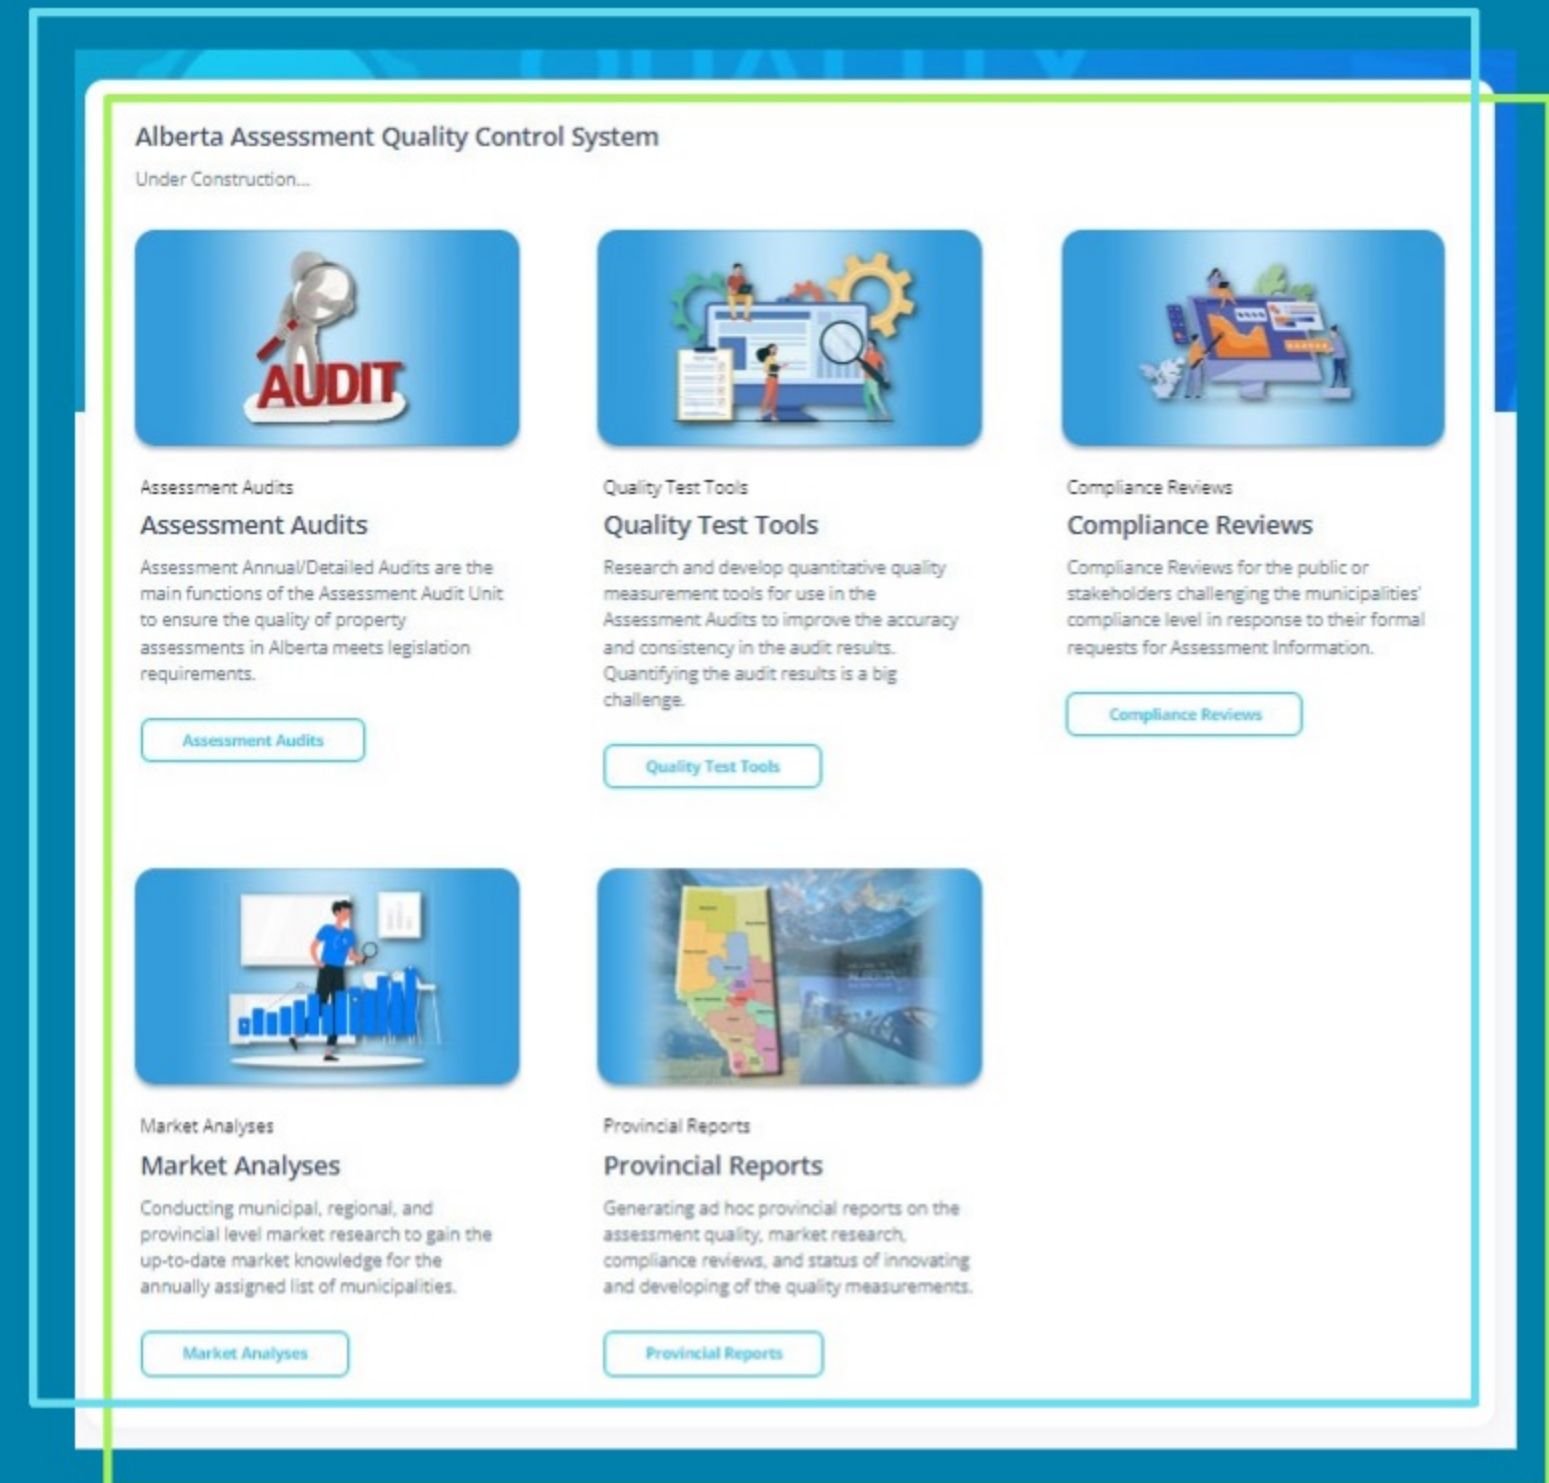 QUALITY
Alberta Assessment Quality Control System
Under Construction...
AUDIT
Assessment Audits
Assessment Audits
Assessment Annual/Detailed Audits are the
main functions of the Assessment Audit Unit
to ensure the quality of property
assessments in Alberta meets legislation
requirements.
Assessment Audits
Quality Test Tools
Quality Test Tools
Research and develop quantitative quality
measurement tools for use in the
Assessment Audits to improve the accuracy
and consistency in the audit results.
Quantifying the audit results is a big
challenge.
Quality Test Tools
Compliance Reviews
Compliance Reviews
Compliance Reviews for the public or
stakeholders challenging the municipalities'
compliance level in response to their formal
requests for Assessment Information.
Compliance Reviews
ALBERTA
Market Analyses
Market Analyses
Conducting municipal, regional, and
provincial level market research to gain the
up-to-date market knowledge for the
annually assigned list of municipalities.
Market Analyses
Provincial Reports
Provincial Reports
Generating ad hoc provincial reports on the
assessment quality, market research,
compliance reviews, and status of innovating
and developing of the quality measurements.
Provincial Reports